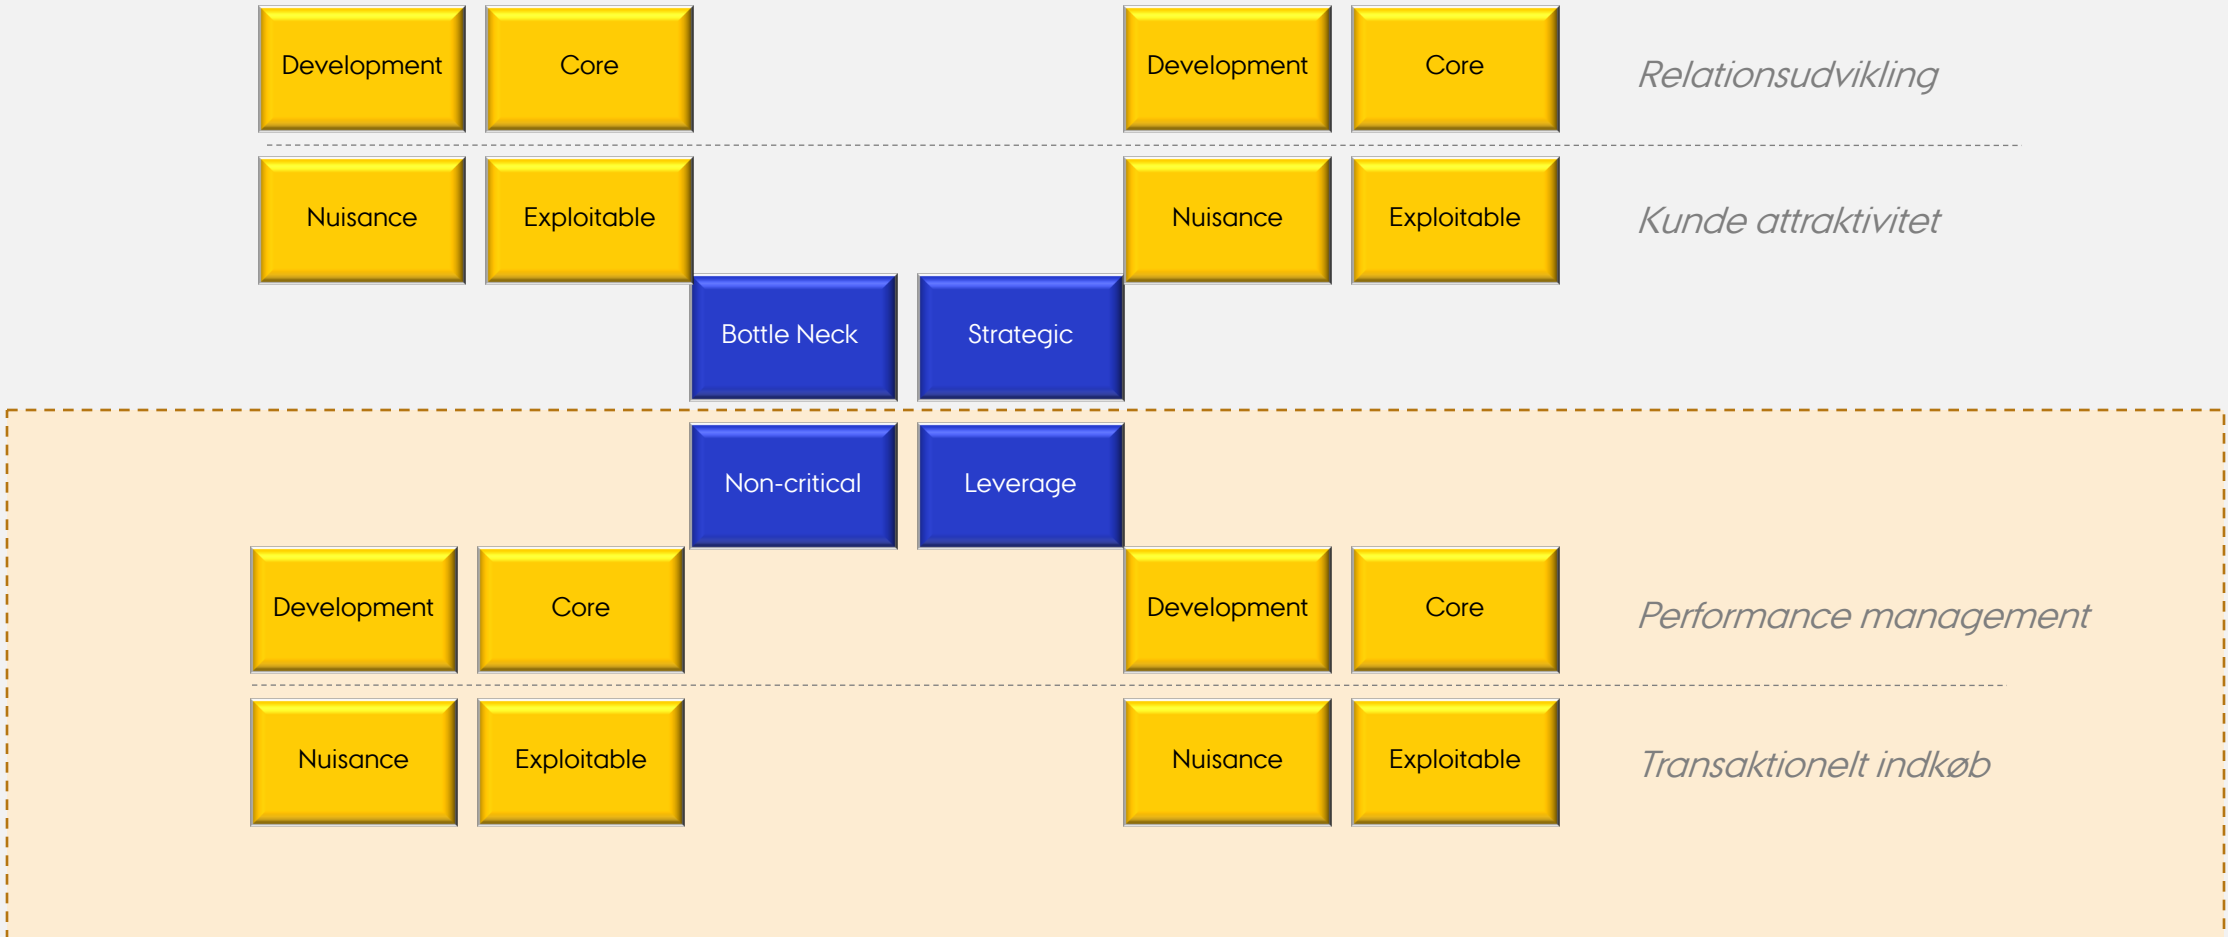 Development
Core
Development
Core
Relationsudvikling
Nuisance
Exploitable
Nuisance
Exploitable
Kunde attraktivitet
Bottle Neck
Strategic
Non-critical
Leverage
Development
Core
Development
Core
Performance management
Nuisance
Exploitable
Nuisance
Exploitable
Transaktionelt indkøb